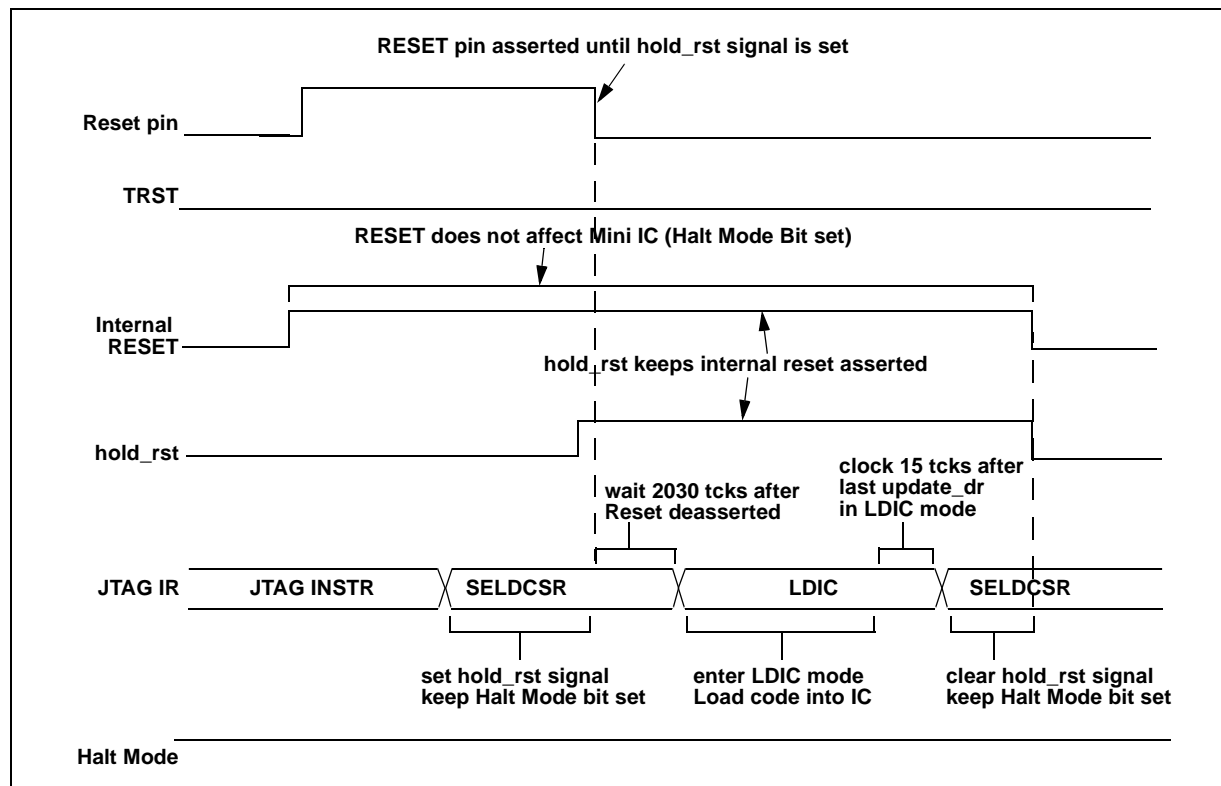 RESET pin asserted until hold_rst signal is set
Reset pin
TRST
RESET does not affect Mini IC (Halt Mode Bit set)
Internal
RESET
hold_rst keeps internal reset asserted
hold_rst
wait 2030 tcks after
Reset deasserted
clock 15 tcks after
last update_dr
in LDIC mode
JTAG IR
JTAG INSTR
SELDCSR
LDIC
SELDCSR
set hold_rst signal
keep Halt Mode bit set
enter LDIC mode
Load code into IC
clear hold_rst signal
keep Halt Mode bit set
Halt Mode